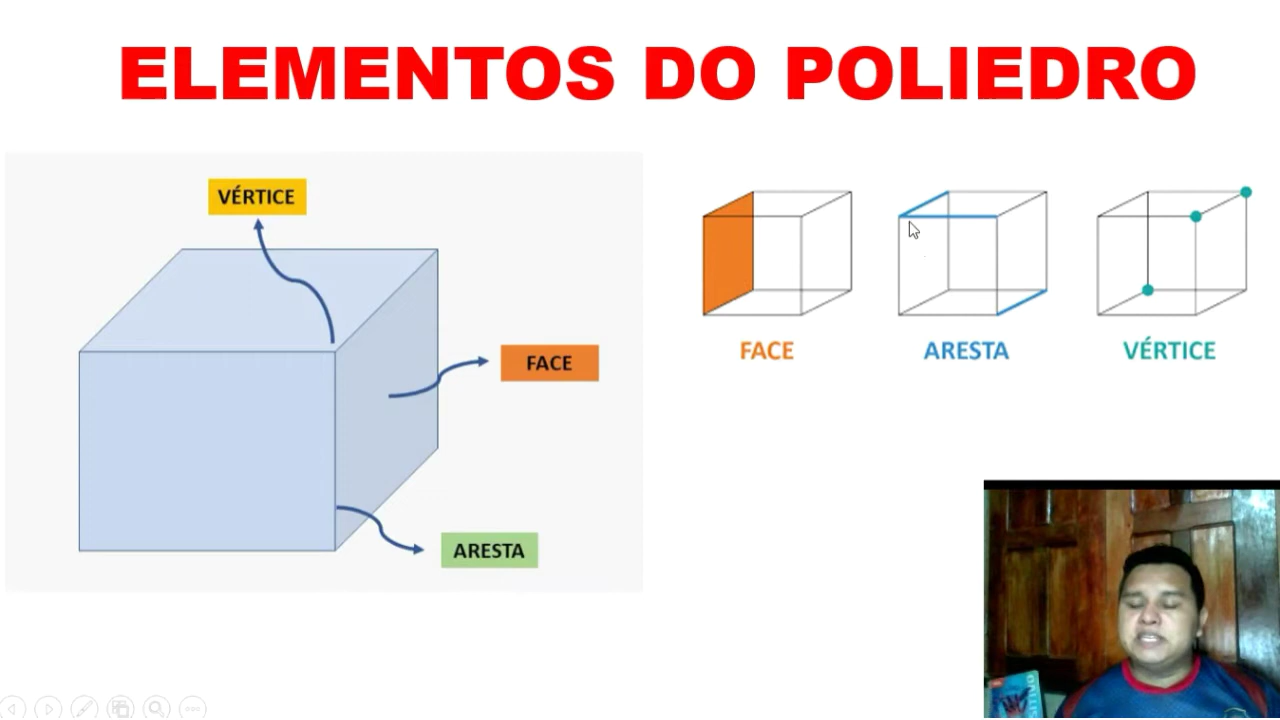 ELEMENTOS DO POLIEDRO
VÉRTICE
FACE
ARESTA
FACE
ARESTA
VÉRTICE